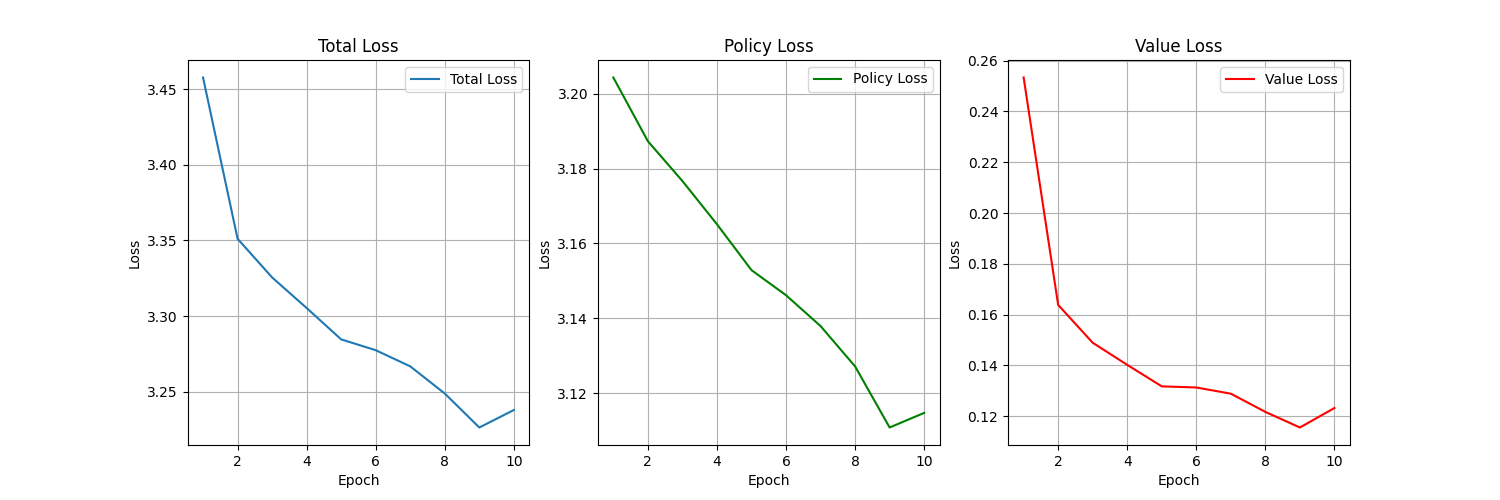 Total Loss
Total Loss
3.45
3.40
3.35
3.30
3.25
Loss
2 4 6 8 10
Epoch
Policy Loss
Policy Loss
3.20
3.18
3.16
3.14
3.12
Loss
2 4 6 8 10
Epoch
Value Loss
Value Loss
0.26
0.24
0.22
0.20
0.18
0.16
0.14
0.12
Loss
2 4 6 8 10
Epoch